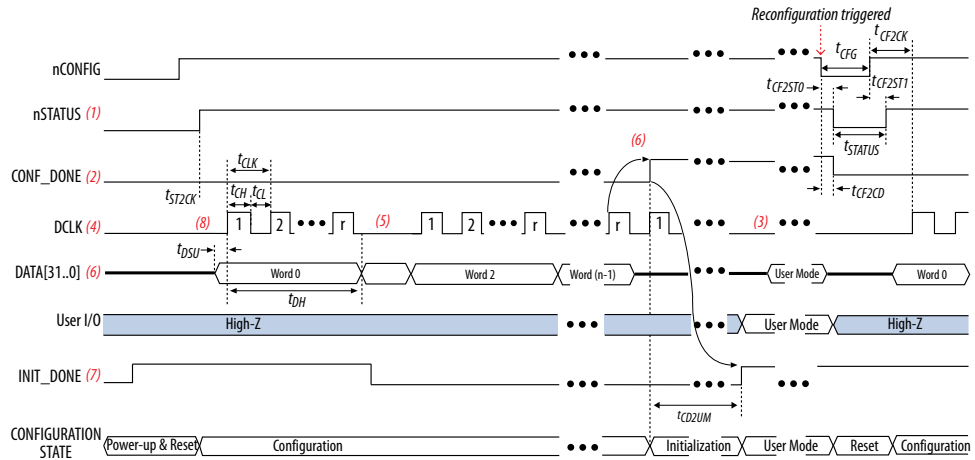 Reconfiguration triggered
nCONFIG
tCFG
tCF2CK
nSTATUS (1)
tCF2ST0
tCF2ST1
tSTATUS
CONF_DONE (2)
tCLK
tCH tCL
tST2CK
(6)
tCF2CD
DCLK (4)
(8) 1 2 r (5) 1 2 r r 1 (3)
tDSU
DATA[31..0] (6)
Word 0 Word 2 Word (n-1) User Mode Word 0
tDH
User I/O
High-Z User Mode High-Z
INIT_DONE (7)
tCD2UM
CONFIGURATION
STATE
Power-up & Reset Configuration Initialization User Mode Reset Configuration